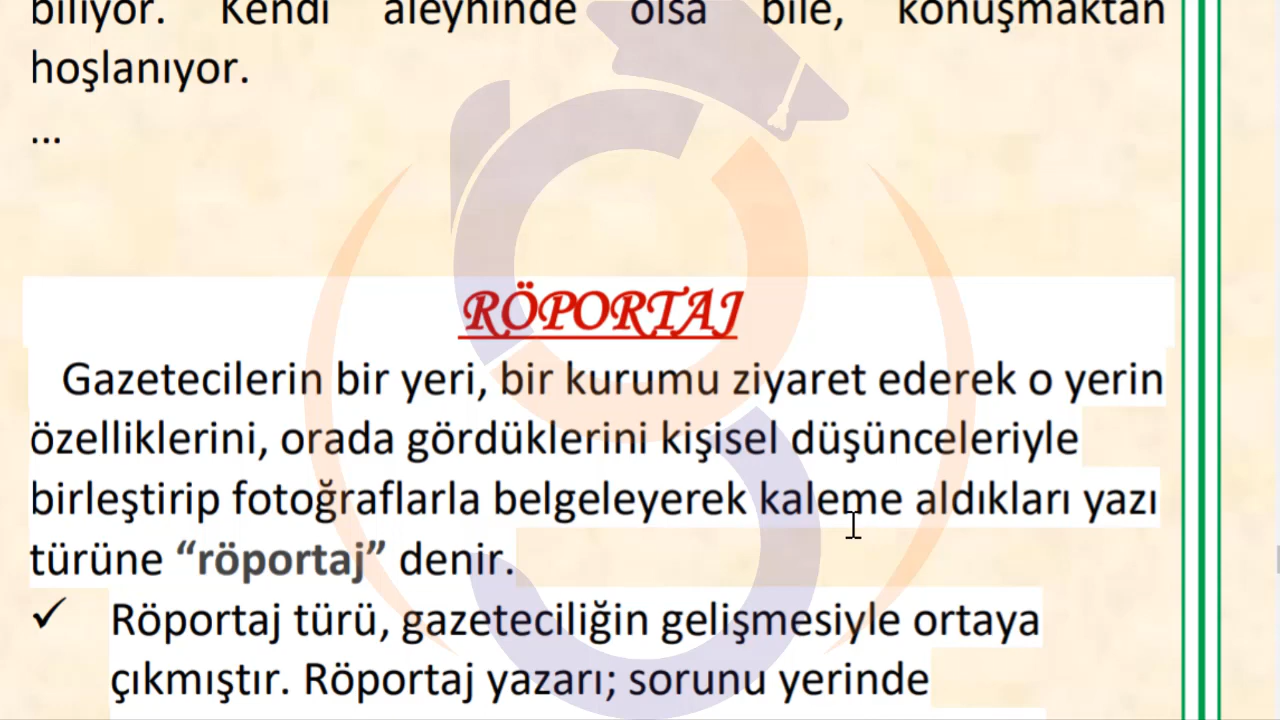 biliyor. Kendi aleyhinde olsa bile, konuşmaktan
hoşlanıyor.
...
RÖPORTAJ
Gazetecilerin bir yeri, bir kurumu ziyaret ederek o yerin
özelliklerini, orada gördüklerini kişisel düşünceleriyle
birleştirip fotoğraflarla belgeleyerek kaleme aldıkları yazı
türüne “röportaj” denir.
✓ Röportaj türü, gazeteciliğin gelişmesiyle ortaya
çıkmıştır. Röportaj yazarı; sorunu yerinde